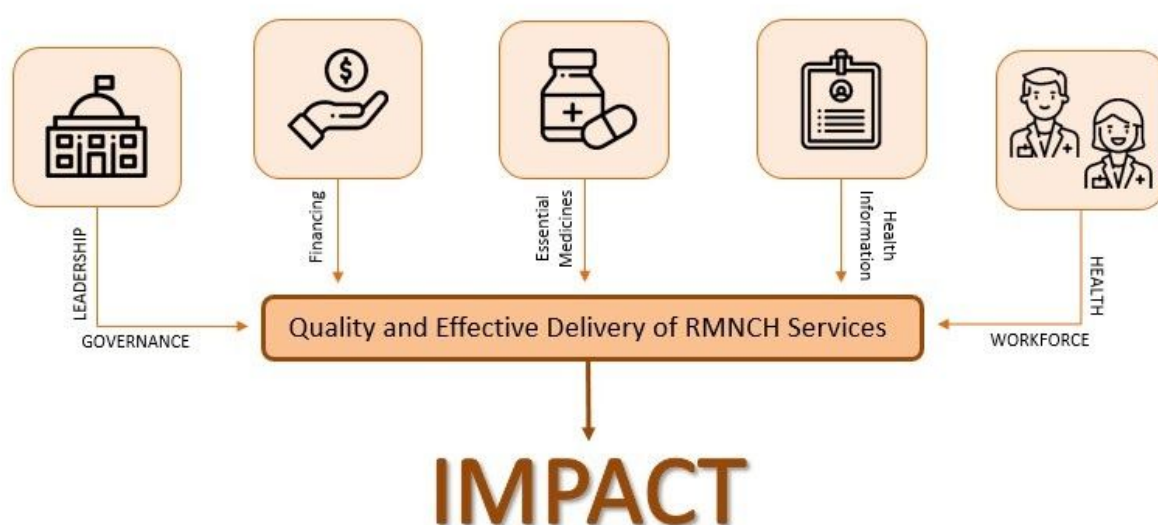 $
LEADERSHIP
GOVERNANCE
Financing
Essential
Medicines
Health
Information
HEALTH
WORKFORCE
Quality and Effective Delivery of RMNCH Services
IMPACT